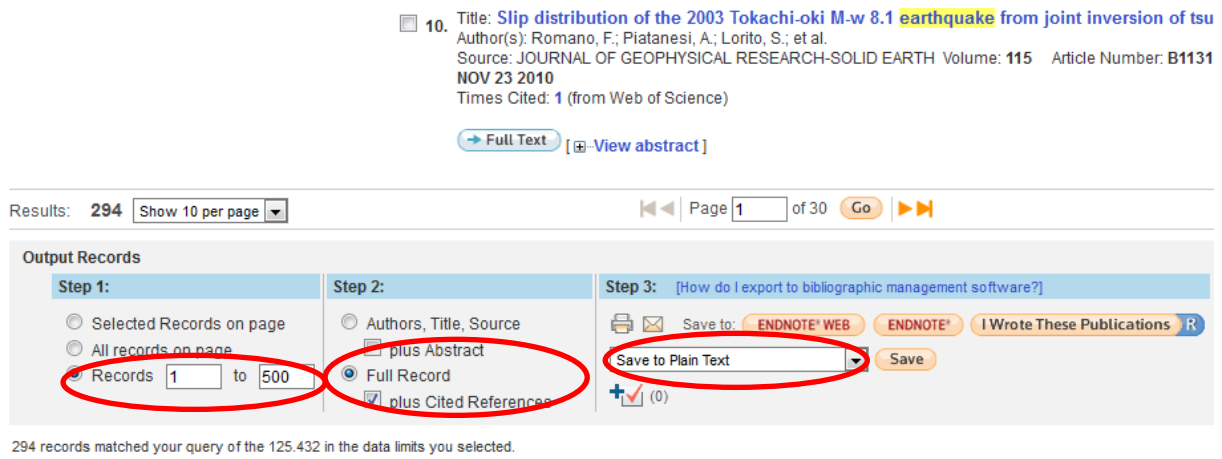 10. Title: Slip distribution of the 2003 Tokachi-oki M-w 8.1 earthquake from joint inversion of tsu
Author(s): Romano, F.; Piatanesi, A.; Lorito, S.; et al.
Source: JOURNAL OF GEOPHYSICAL RESEARCH-SOLID EARTH Volume: 115 Article Number: B1131
NOV 23 2010
Times Cited: 1 (from Web of Science)
Full Text [ View abstract ]
Results: 294 Show 10 per page Page 1 of 30 Go
Output Records
Step 1: Step 2: Step 3: [How do I export to bibliographic management software?]
Selected Records on page Authors, Title, Source Save to: ENDNOTE® WEB ENDNOTE® I Wrote These Publications R
All records on page plus Abstract Save to Plain Text Save
Records 1 to 500 Full Record
plus Cited References (0)
294 records matched your query of the 125.432 in the data limits you selected.